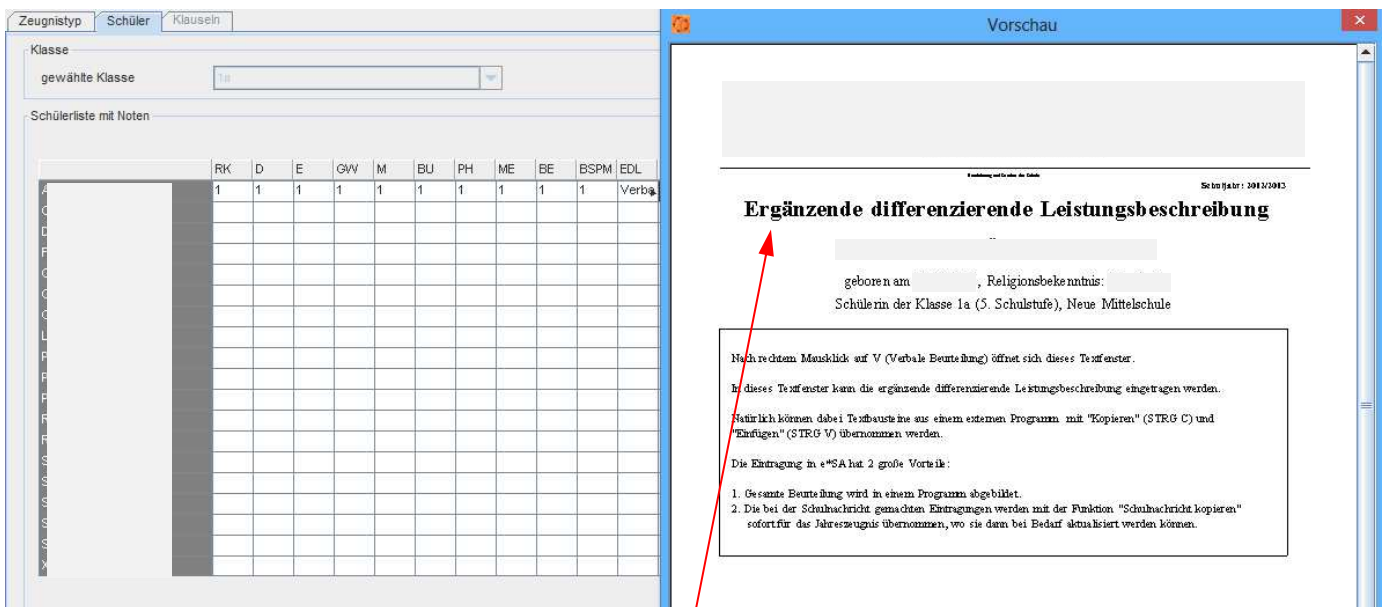 Zeugnistyp Schüler Klauseln
Klasse
gewählte Klasse
Schülerliste mit Noten
RK D E GW M BU PH ME BE BSPM EDL
1 1 1 1 1 1 1 1 1 1 Verba
Vorschau
Schuljahr: 2012/2013
Ergänzende differenzierende Leistungsbeschreibung
geboren am , Religionsbekenntnis:
Schülerin der Klasse 1a (5. Schulstufe), Neue Mittelschule
Nach rechtem Mausklick auf V (Verbale Beurteilung) öffnet sich dieses Textfenster.
In dieses Textfenster kann die ergänzende differenzierende Leistungsbeschreibung eingetragen werden.
Natürlich können dabei Textbausteine aus einem externen Programm mit "Kopieren" (STRG C) und
"Einfügen" (STRG V) übernommen werden.
Die Eintragung in e*SA hat 2 große Vorteile:
1. Gesamte Beurteilung wird in einem Programm abgebildet.
2. Die bei der Schulnachricht gemachten Eintragungen werden mit der Funktion "Schulnachricht kopieren"
sofort für das Jahreszeugnis übernommen, wo sie dann bei Bedarf aktualisiert werden können.